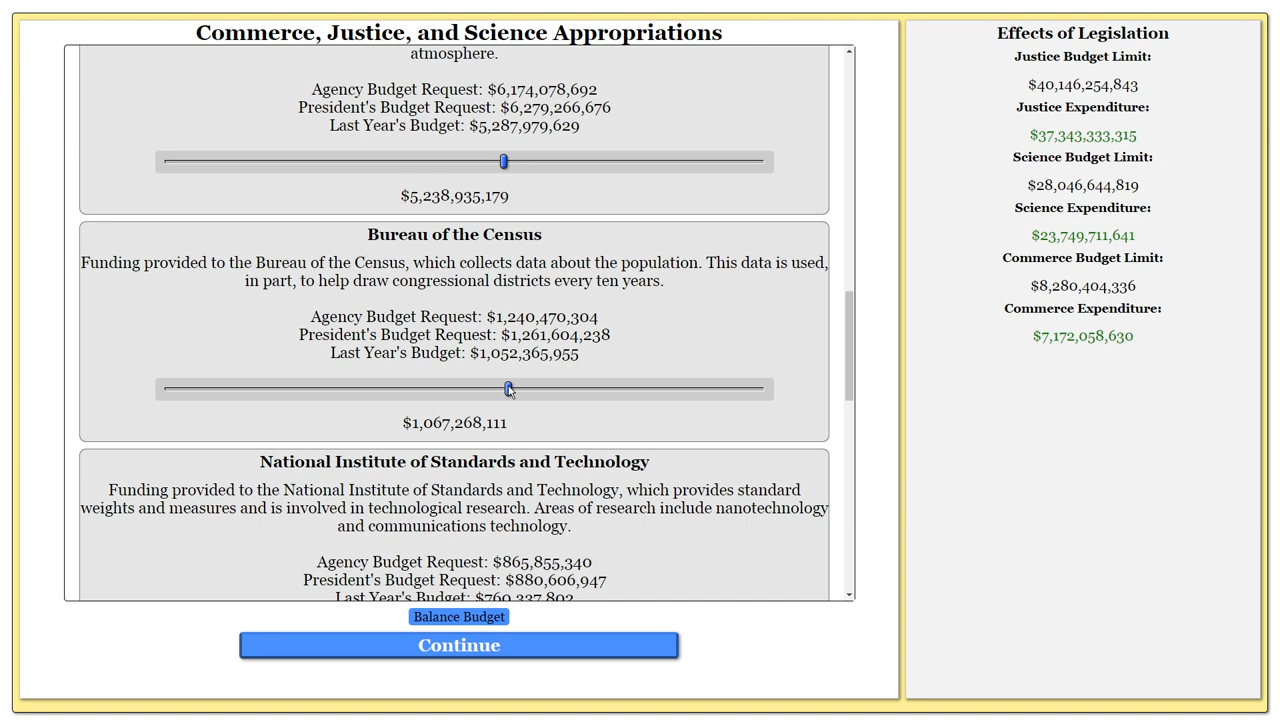 Commerce, Justice, and Science Appropriations
atmosphere.
Agency Budget Request: $6,174,078,692
President's Budget Request: $6,279,266,676
Last Year's Budget: $5,287,979,629
$5,238,935,179
Bureau of the Census
Funding provided to the Bureau of the Census, which collects data about the population. This data is used,
in part, to help draw congressional districts every ten years.
Agency Budget Request: $1,240,470,304
President's Budget Request: $1,261,604,238
Last Year's Budget: $1,052,365,955
$1,067,268,111
National Institute of Standards and Technology
Funding provided to the National Institute of Standards and Technology, which provides standard
weights and measures and is involved in technological research. Areas of research include nanotechnology
and communications technology.
Agency Budget Request: $865,855,340
President's Budget Request: $880,606,947
Last Year's Budget: $760,337,802
Balance Budget
Continue
Effects of Legislation
Justice Budget Limit:
$40,146,254,843
Justice Expenditure:
$37,343,333,315
Science Budget Limit:
$28,046,644,819
Science Expenditure:
$23,749,711,641
Commerce Budget Limit:
$8,280,404,336
Commerce Expenditure:
$7,172,058,630